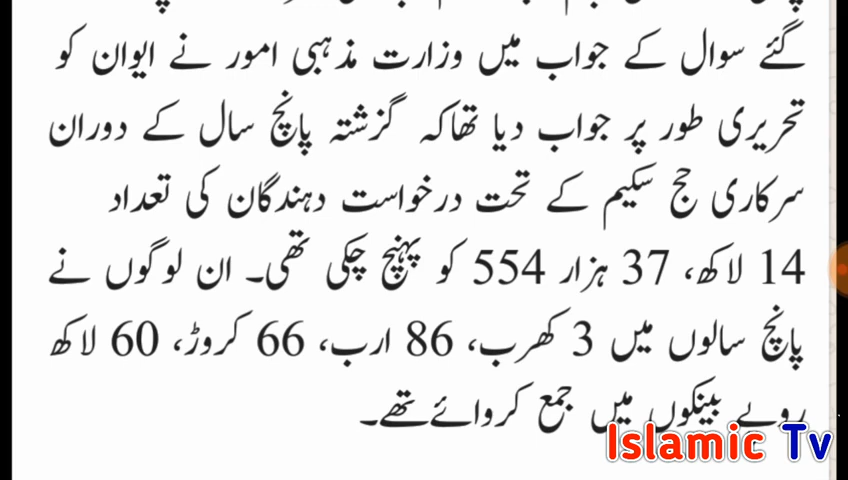 گئے سوال کے جواب میں وزارت مذہبی امور نے ایوان کو
تحریری طور پر جواب دیا تھاکہ گزشتہ پانچ سال کے دوران
سرکاری حج سکیم کے تحت درخواست دہندگان کی تعداد
14 لاکھ، 37 ہزار 554 کو پہنچ چکی تھی۔ ان لوگوں نے
پانچ سالوں میں 3 کھرب، 86 ارب، 66 کروڑ، 60 لاکھ
روپے بینکوں میں جمع کروائے تھے۔
Islamic Tv